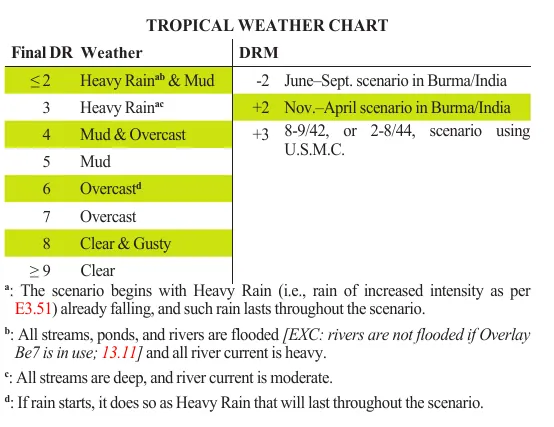 TROPICAL WEATHER CHART
Final DR Weather DRM
≤ 2 Heavy Rainᵃᵇ & Mud -2 June–Sept. scenario in Burma/India
3 Heavy Rainᵃᶜ +2 Nov.–April scenario in Burma/India
4 Mud & Overcast +3 8-9/42, or 2-8/44, scenario using
U.S.M.C.
5 Mud
6 Overcastᵈ
7 Overcast
8 Clear & Gusty
≥ 9 Clear
ᵃ: The scenario begins with Heavy Rain (i.e., rain of increased intensity as per
E3.51) already falling, and such rain lasts throughout the scenario.
ᵇ: All streams, ponds, and rivers are flooded [EXC: rivers are not flooded if Overlay
Be7 is in use; 13.11] and all river current is heavy.
ᶜ: All streams are deep, and river current is moderate.
ᵈ: If rain starts, it does so as Heavy Rain that will last throughout the scenario.